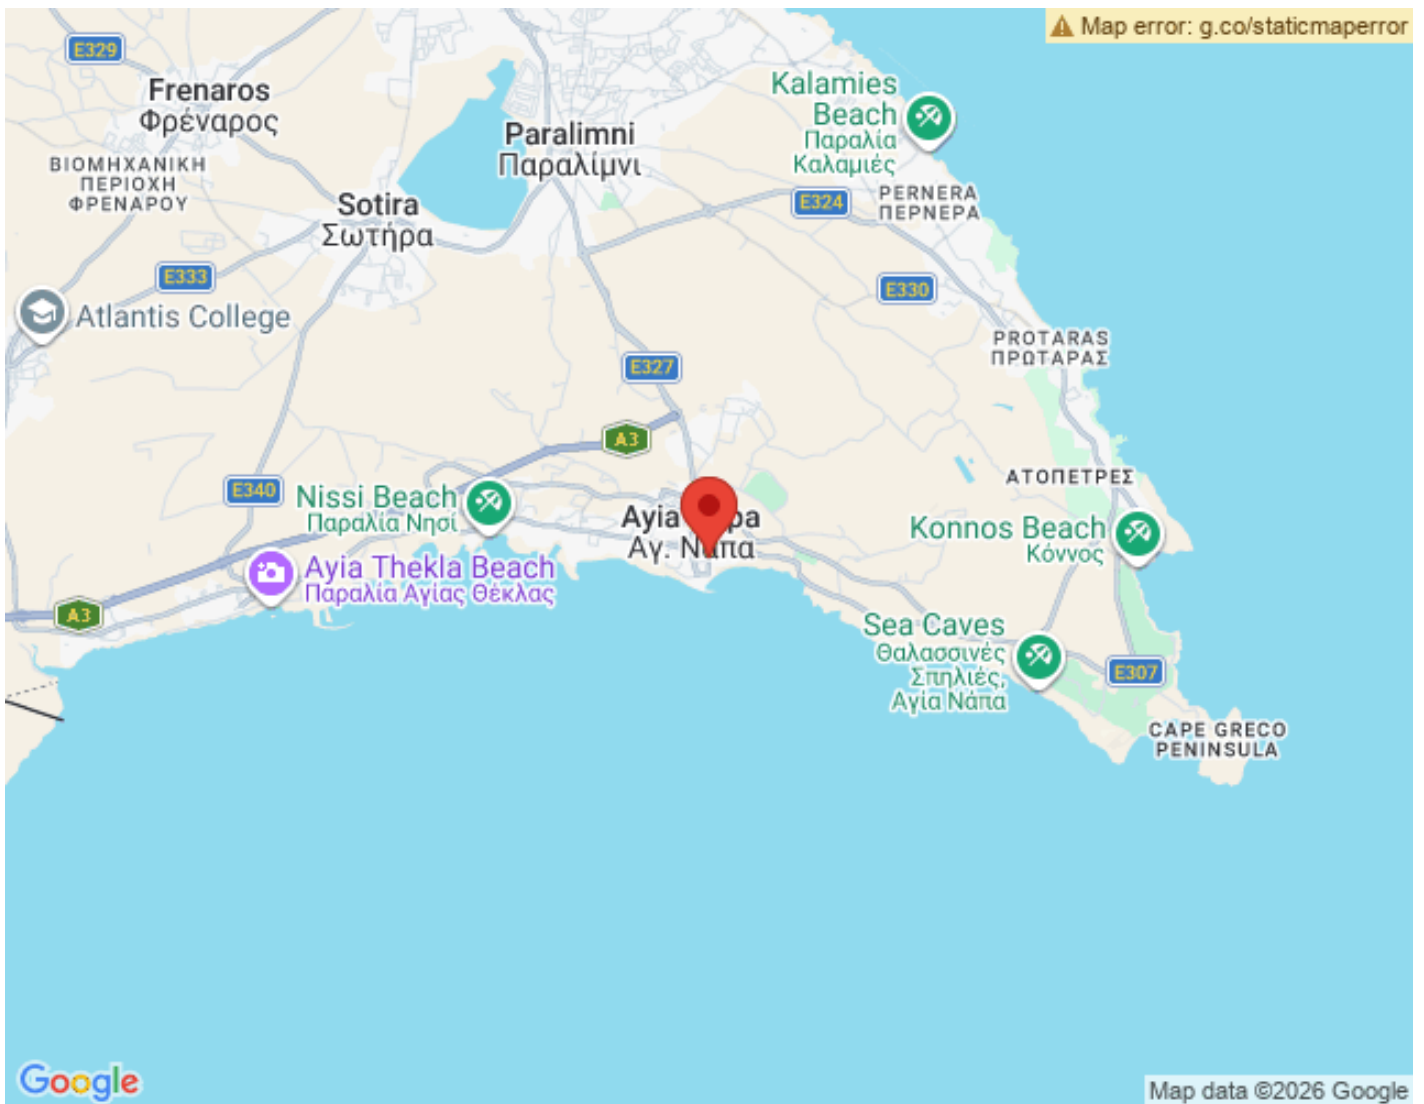 Map error: g.co/staticmaperror
E329
Frenaros
Φρέναρος
Kalamies
Beach
Παραλία
Καλαμιές
Paralimni
Παραλίμνι
ΒΙΟΜΗΧΑΝΙΚΗ
ΠΕΡΙΟΧΗ
ΦΡΕΝΑΡΟΥ
Sotira
Σωτήρα
E324
PERNERA
ΠΕΡΝΕΡΑ
E333
E330
Atlantis College
PROTARAS
ΠΡΩΤΑΡΑΣ
E327
A3
ΑΤΟΠΕΤΡΕΣ
E340
Nissi Beach
Παραλία Νησί
Ayia
Αγ. Νάπα
Konnos Beach
Κόννος
Ayia Thekla Beach
Παραλία Αγίας Θέκλας
A3
Sea Caves
Θαλασσινές
Σπηλιές,
Αγία Νάπα
E307
CAPE GRECO
PENINSULA
Google
Map data ©2026 Google